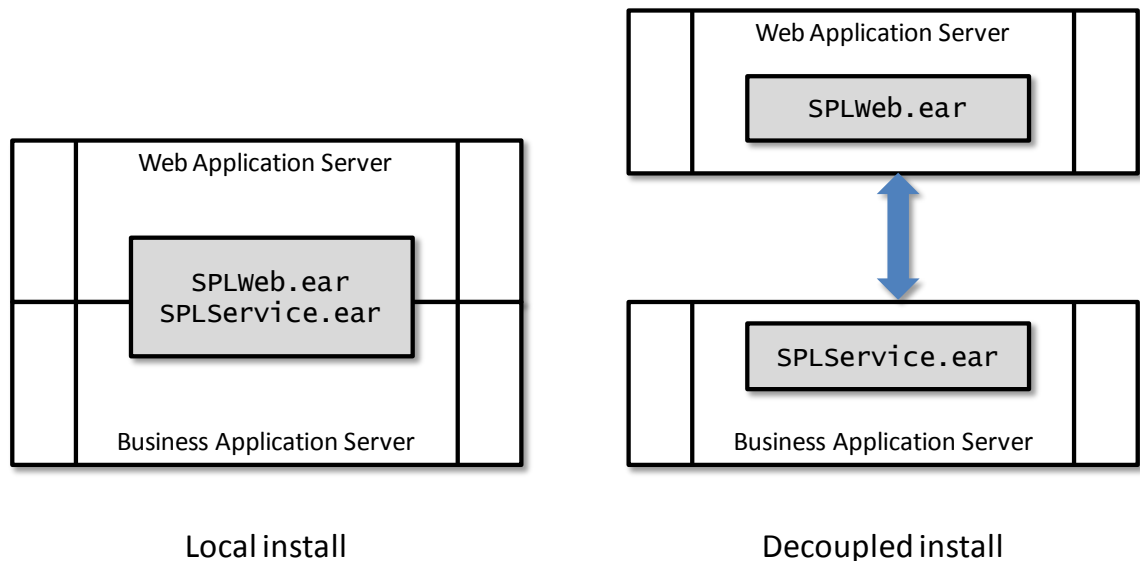 Web Application Server
SPLWeb.ear
SPLService.ear
Business Application Server
Local install
Web Application Server
SPLWeb.ear
SPLService.ear
Business Application Server
Decoupled install